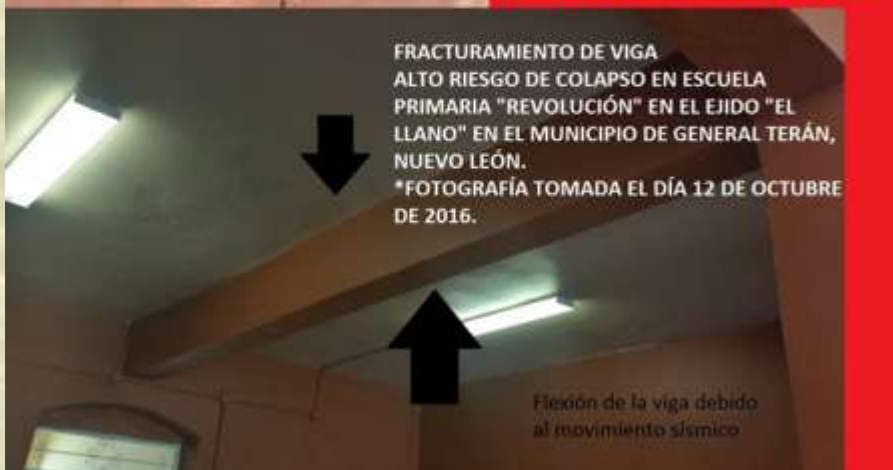 FRACTURAMIENTO DE VIGA
ALTO RIESGO DE COLAPSO EN ESCUELA
PRIMARIA "REVOLUCIÓN" EN EL EJIDO "EL
LLANO" EN EL MUNICIPIO DE GENERAL TERÁN,
NUEVO LEÓN.
*FOTOGRAFÍA TOMADA EL DÍA 12 DE OCTUBRE
DE 2016.
Flexión de la viga debido
al movimiento sísmico